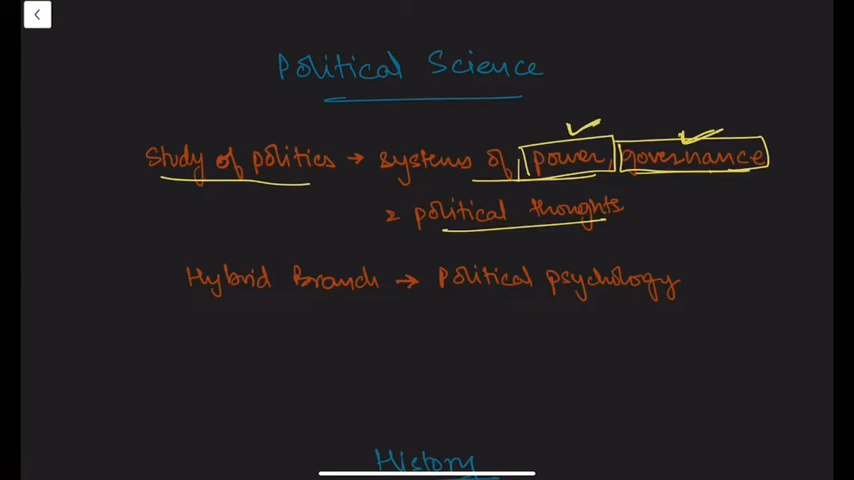 Political Science
Study of politics → systems of power, governance
& political thoughts
Hybrid Branch → Political psychology
History